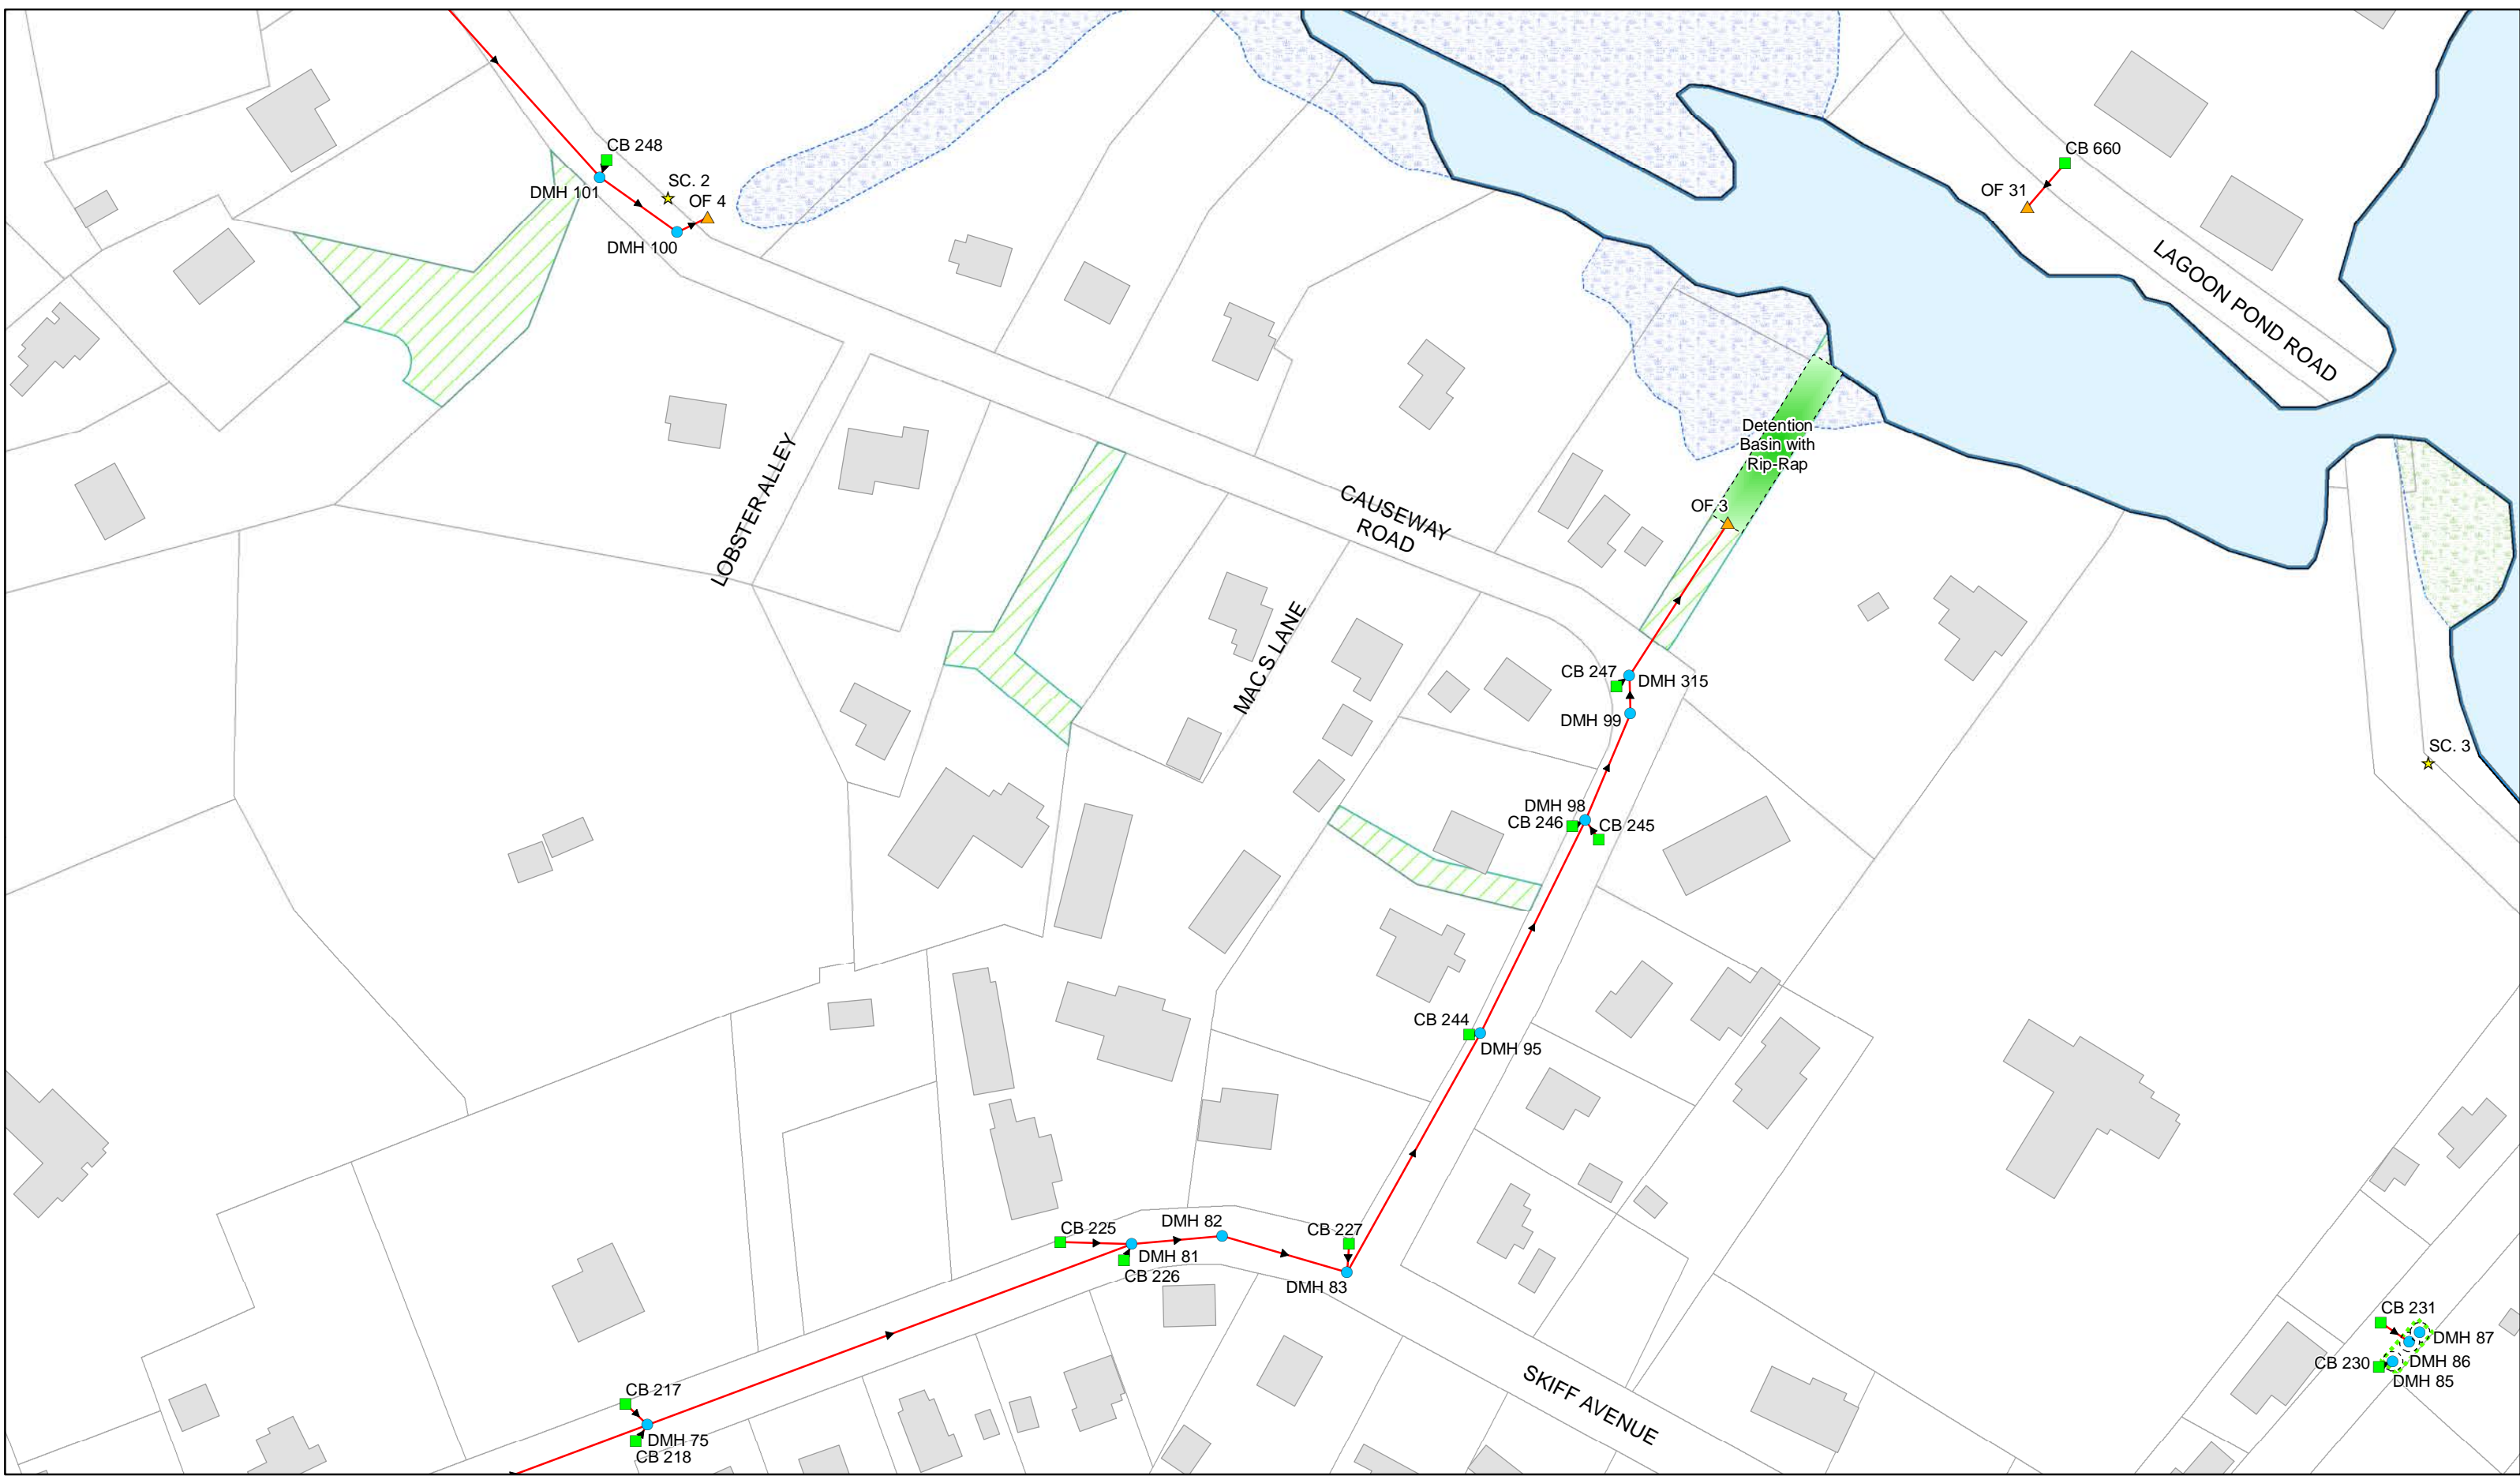 CB 248
CB 660
SC. 2
DMH 101
OF 4
OF 31
DMH 100
LAGOON POND ROAD
Detention
Basin with
Rip-Rap
LOBSTER ALLEY
CAUSEWAY
ROAD
OF 3
MAC,S LANE
CB 247
DMH 315
DMH 99
SC. 3
DMH 98
CB 246
CB 245
CB 244
DMH 95
CB 225
DMH 82
CB 227
DMH 81
CB 226
DMH 83
CB 231
DMH 87
CB 230
DMH 86
DMH 85
SKIFF AVENUE
CB 217
DMH 75
CB 218